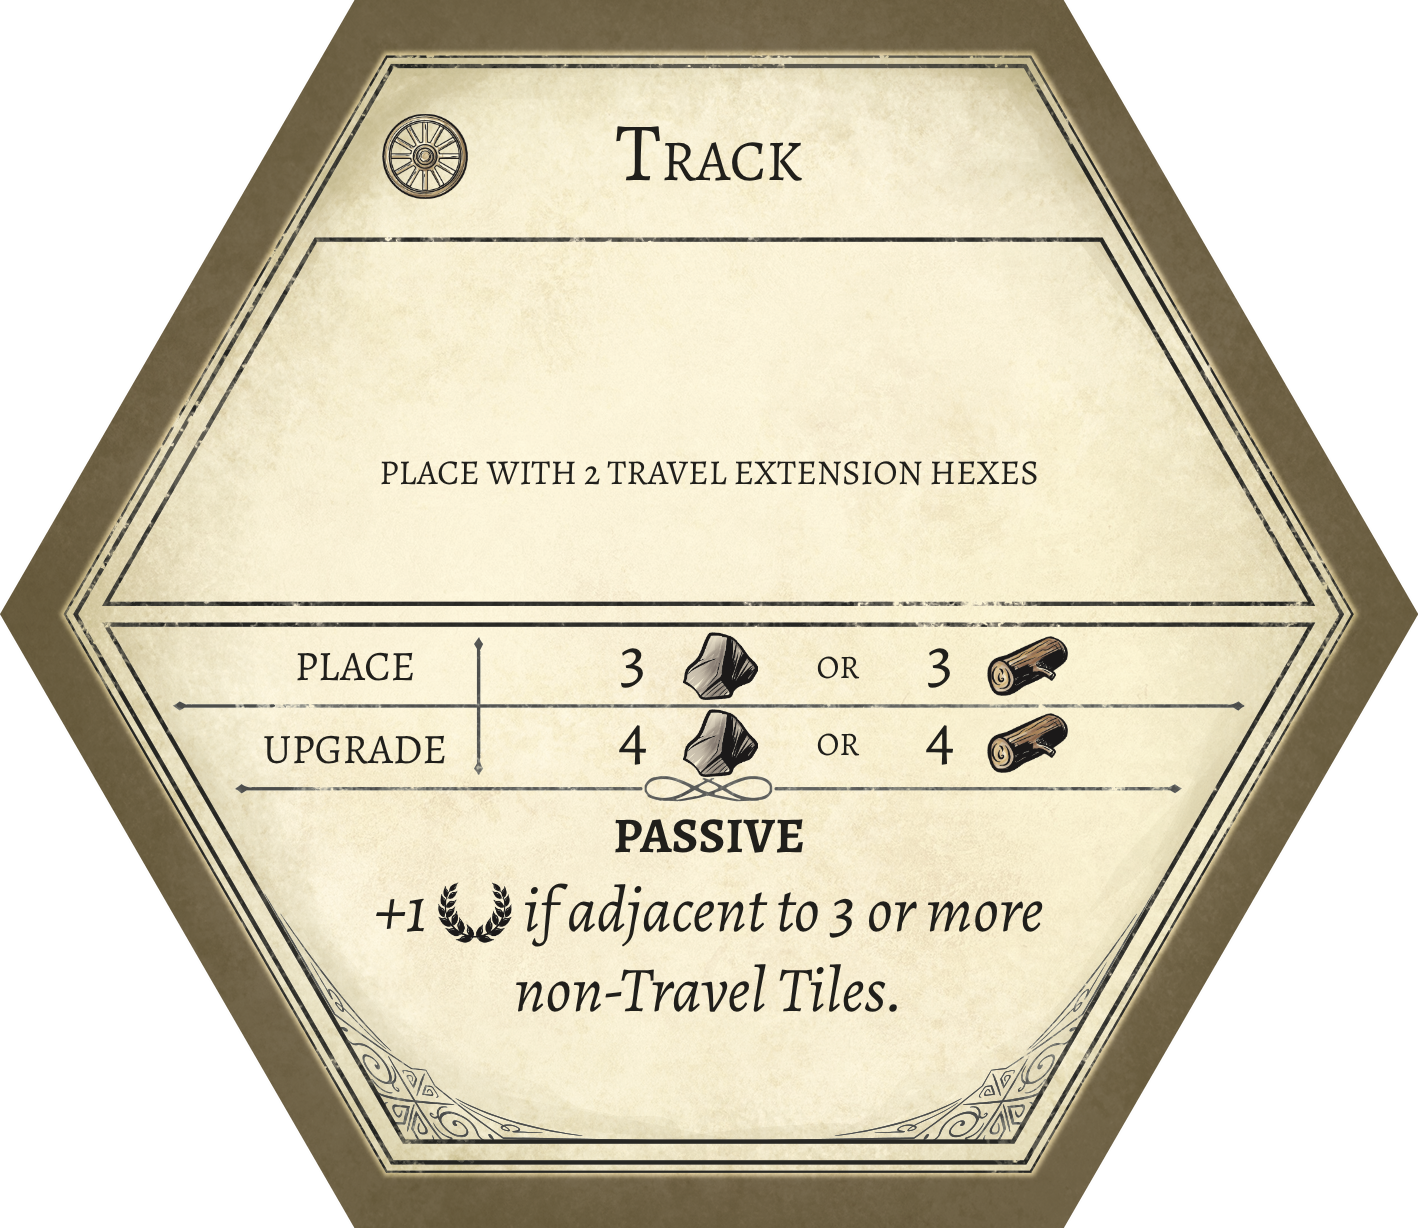 Track
PLACE WITH 2 TRAVEL EXTENSION HEXES
PLACE 3 OR 3
UPGRADE 4 OR 4
PASSIVE
+1 if adjacent to 3 or more
non-Travel Tiles.